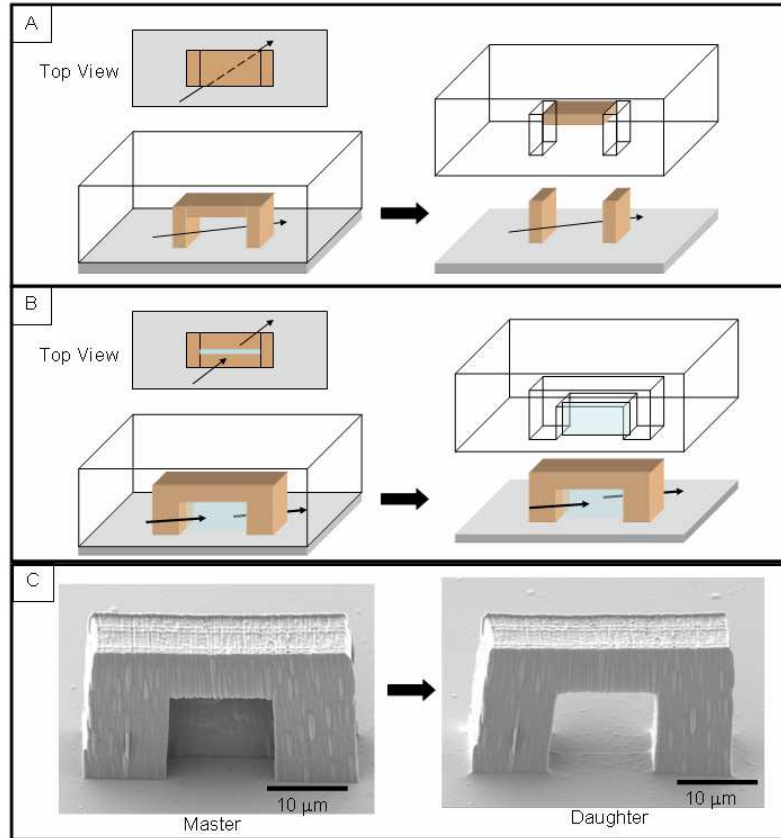 A
Top View
B
Top View
C
10 μm
Master
10 μm
Daughter